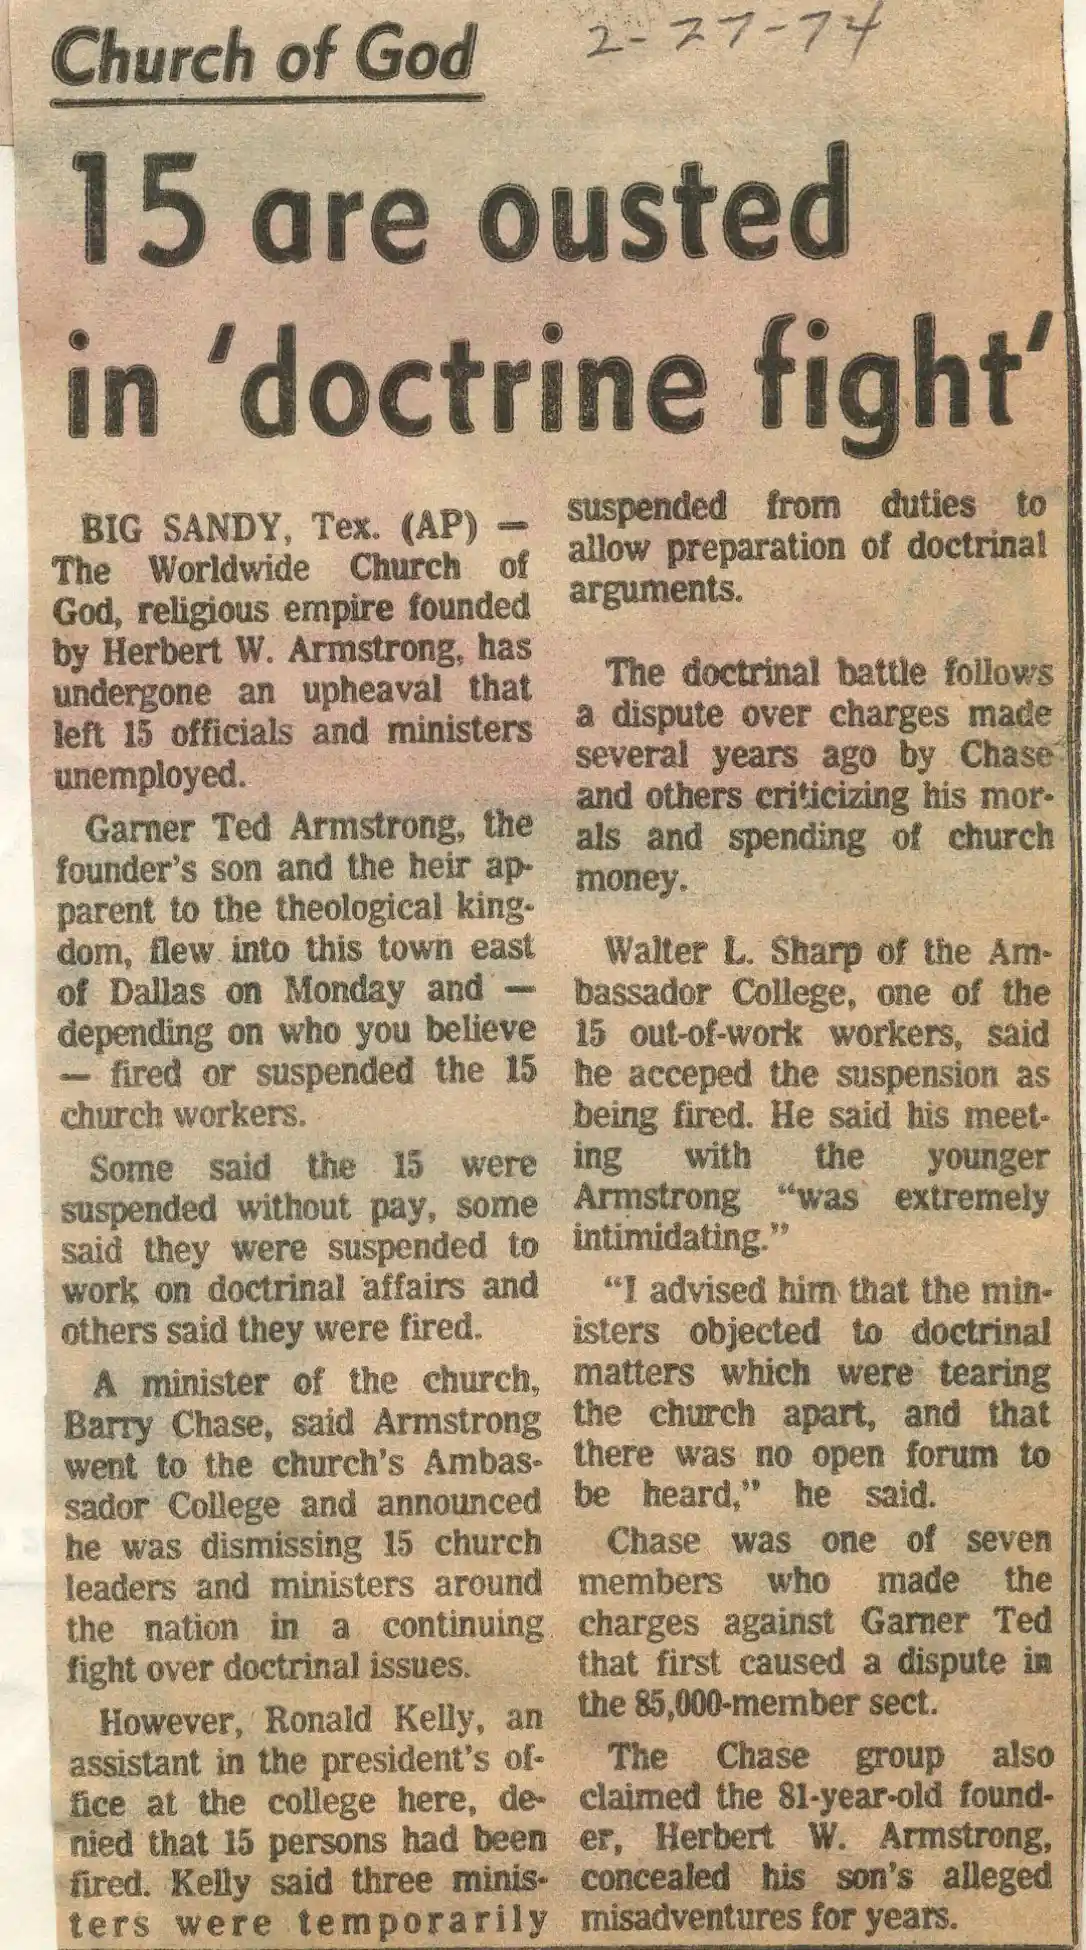 Church of God
2-27-74
15 are ousted
in 'doctrine fight'
BIG SANDY, Tex. (AP) —
The Worldwide Church of
God, religious empire founded
by Herbert W. Armstrong, has
undergone an upheaval that
left 15 officials and ministers
unemployed.
Garner Ted Armstrong, the
founder's son and the heir ap-
parent to the theological king-
dom, flew into this town east
of Dallas on Monday and —
depending on who you believe
— fired or suspended the 15
church workers.
Some said the 15 were
suspended without pay, some
said they were suspended to
work on doctrinal affairs and
others said they were fired.
A minister of the church,
Barry Chase, said Armstrong
went to the church's Ambas-
sador College and announced
he was dismissing 15 church
leaders and ministers around
the nation in a continuing
fight over doctrinal issues.
However, Ronald Kelly, an
assistant in the president's of-
fice at the college here, de-
nied that 15 persons had been
fired. Kelly said three minis-
ters were temporarily
suspended from duties to
allow preparation of doctrinal
arguments.
The doctrinal battle follows
a dispute over charges made
several years ago by Chase
and others criticizing his mor-
als and spending of church
money.
Walter L. Sharp of the Am-
bassador College, one of the
15 out-of-work workers, said
he acceped the suspension as
being fired. He said his meet-
ing with the younger
Armstrong "was extremely
intimidating."
"I advised him that the min-
isters objected to doctrinal
matters which were tearing
the church apart, and that
there was no open forum to
be heard," he said.
Chase was one of seven
members who made the
charges against Garner Ted
that first caused a dispute in
the 85,000-member sect.
The Chase group also
claimed the 81-year-old found-
er, Herbert W. Armstrong,
concealed his son's alleged
misadventures for years.